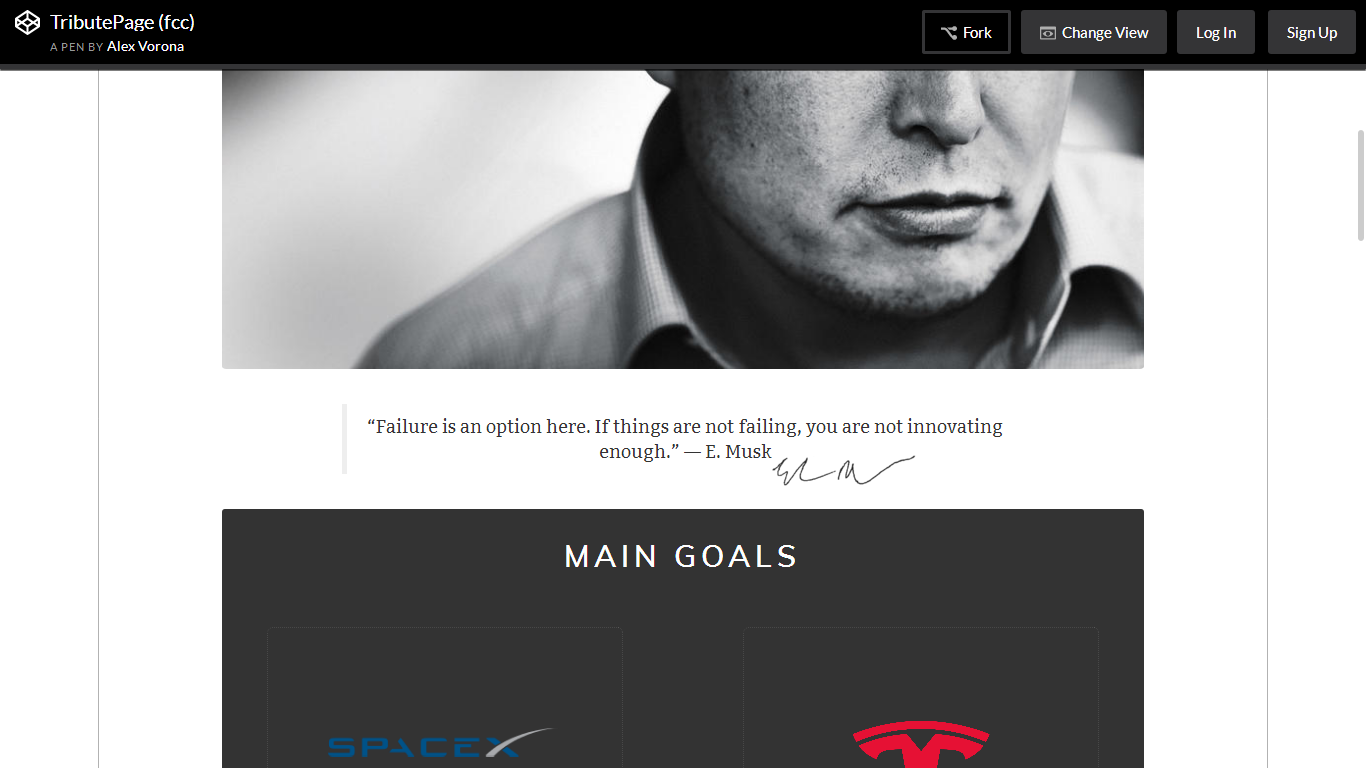 TributePage (fcc)
A PEN BY Alex Vorona
Fork
Change View
Log In
Sign Up
“Failure is an option here. If things are not failing, you are not innovating
enough.” — E. Musk
MAIN GOALS
SPACEX